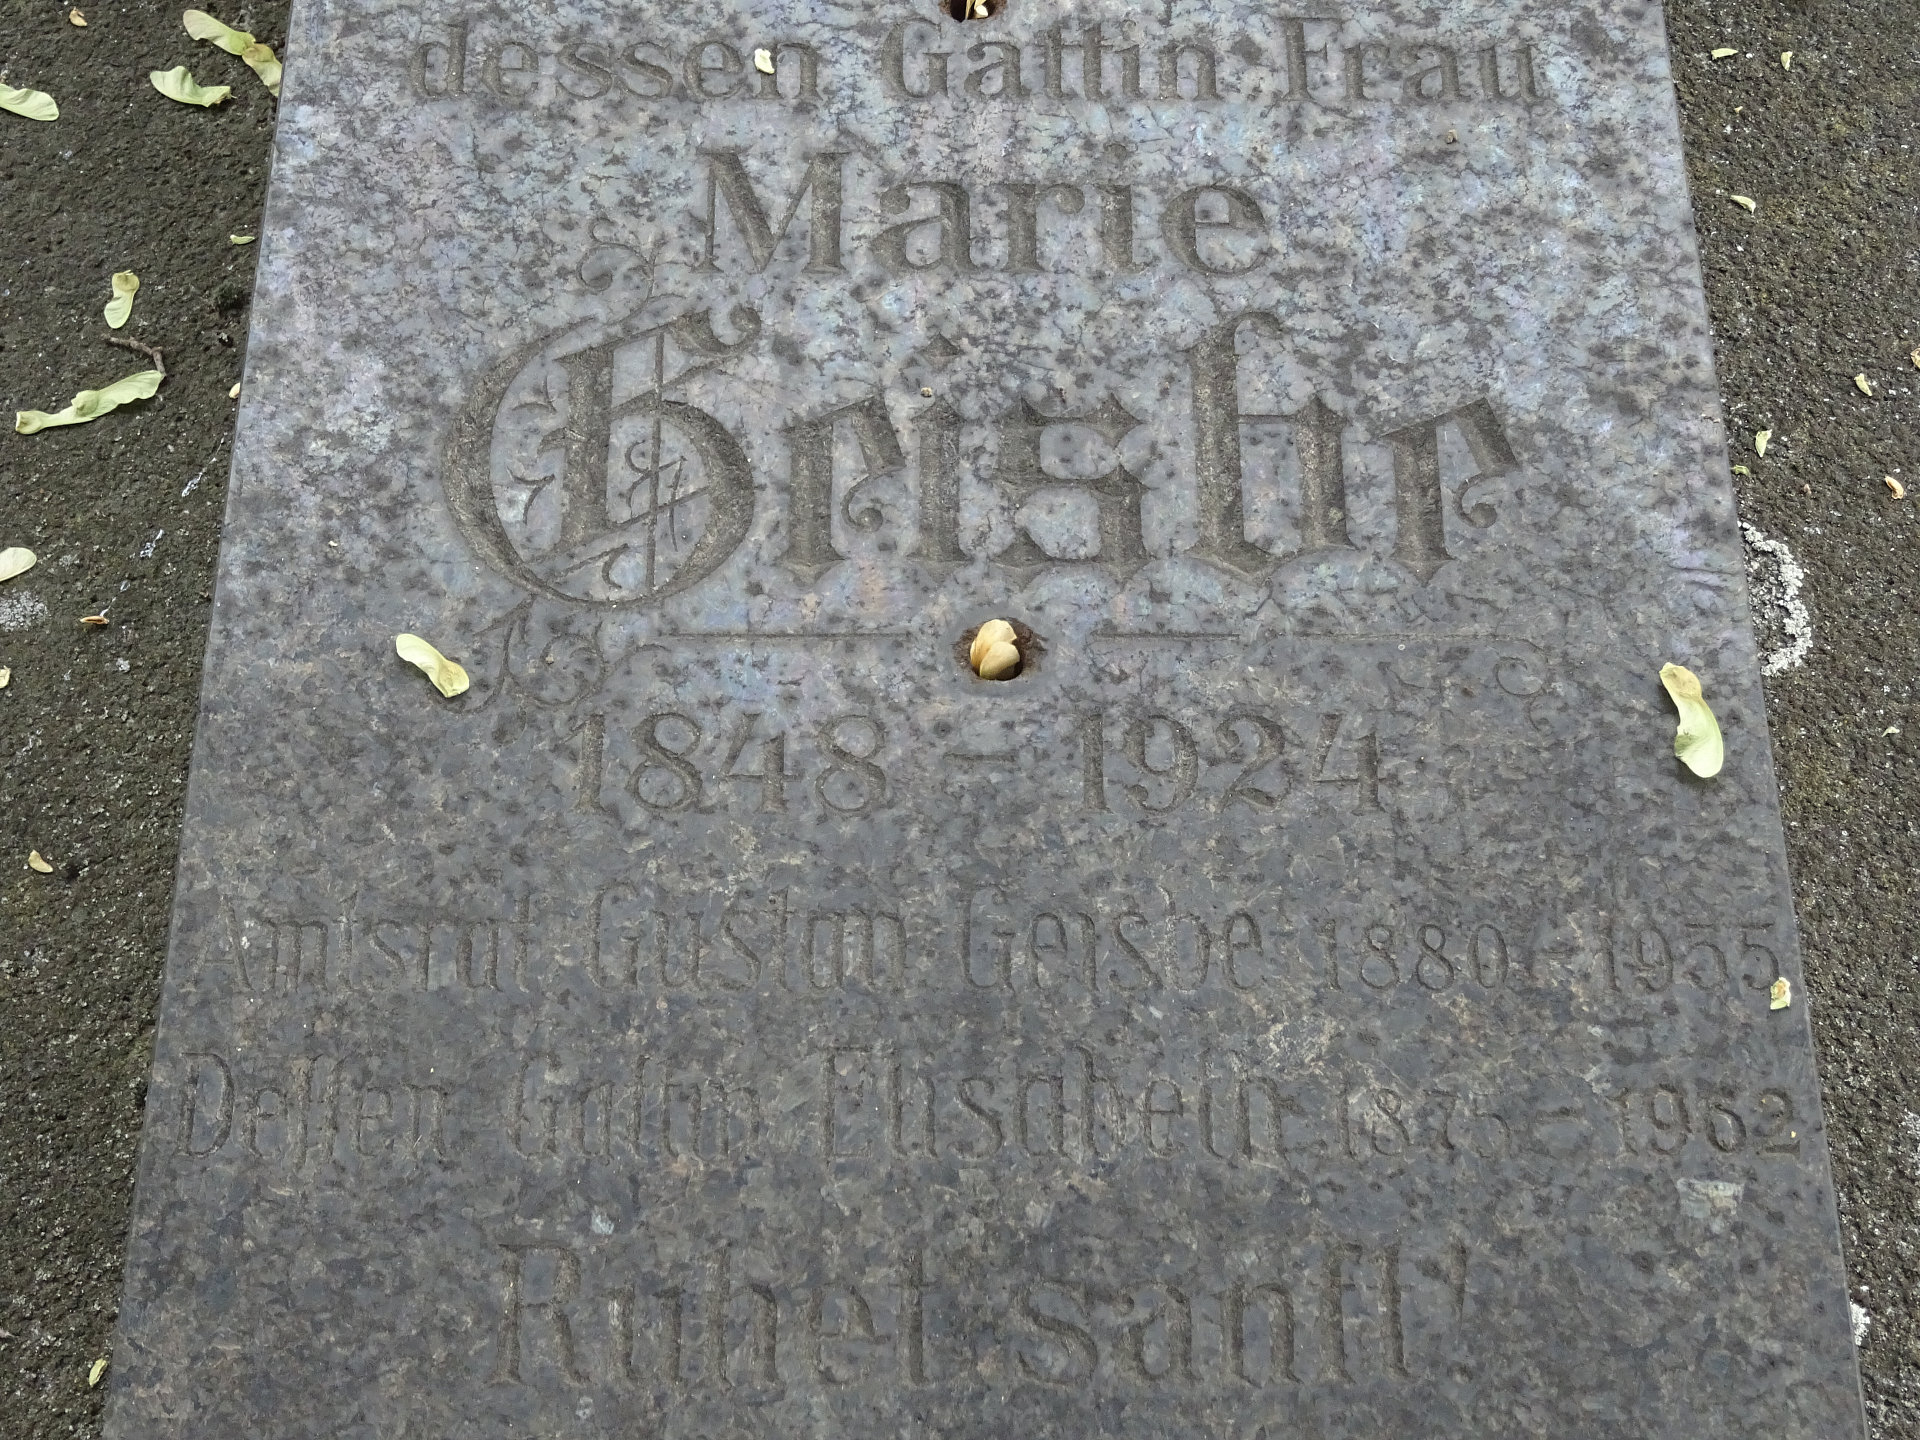 dessen Gattin Frau
Marie
Geisbe
1848 – 1924
Amtsrat Gustav Geisbe 1880 – 1955
Deſſen Gattin Elisabeth 1875 – 1962
Ruhet sanft!